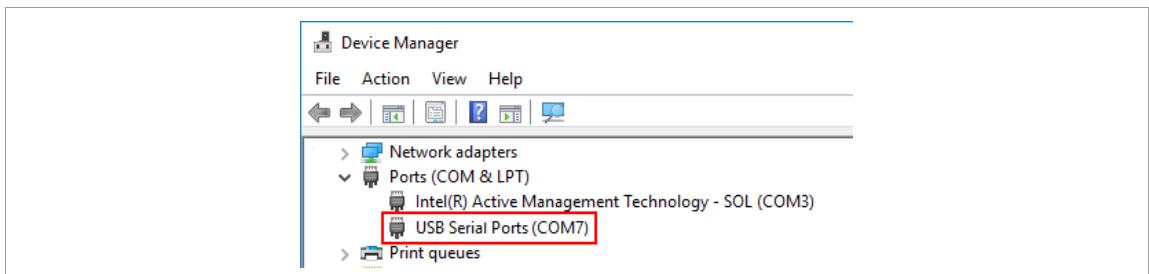 Device Manager
File Action View Help
Network adapters
Ports (COM & LPT)
Intel(R) Active Management Technology - SOL (COM3)
USB Serial Ports (COM7)
Print queues